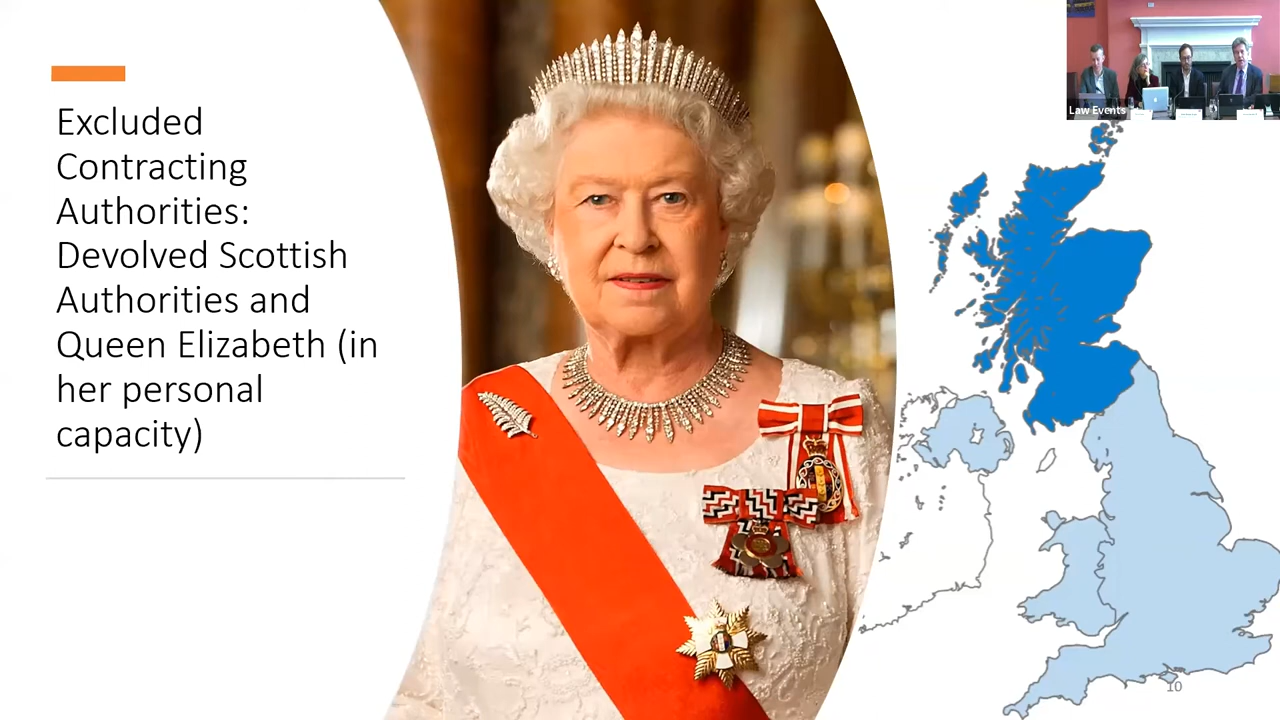 Excluded
Contracting
Authorities:
Devolved Scottish
Authorities and
Queen Elizabeth (in
her personal
capacity)
Law Events
10